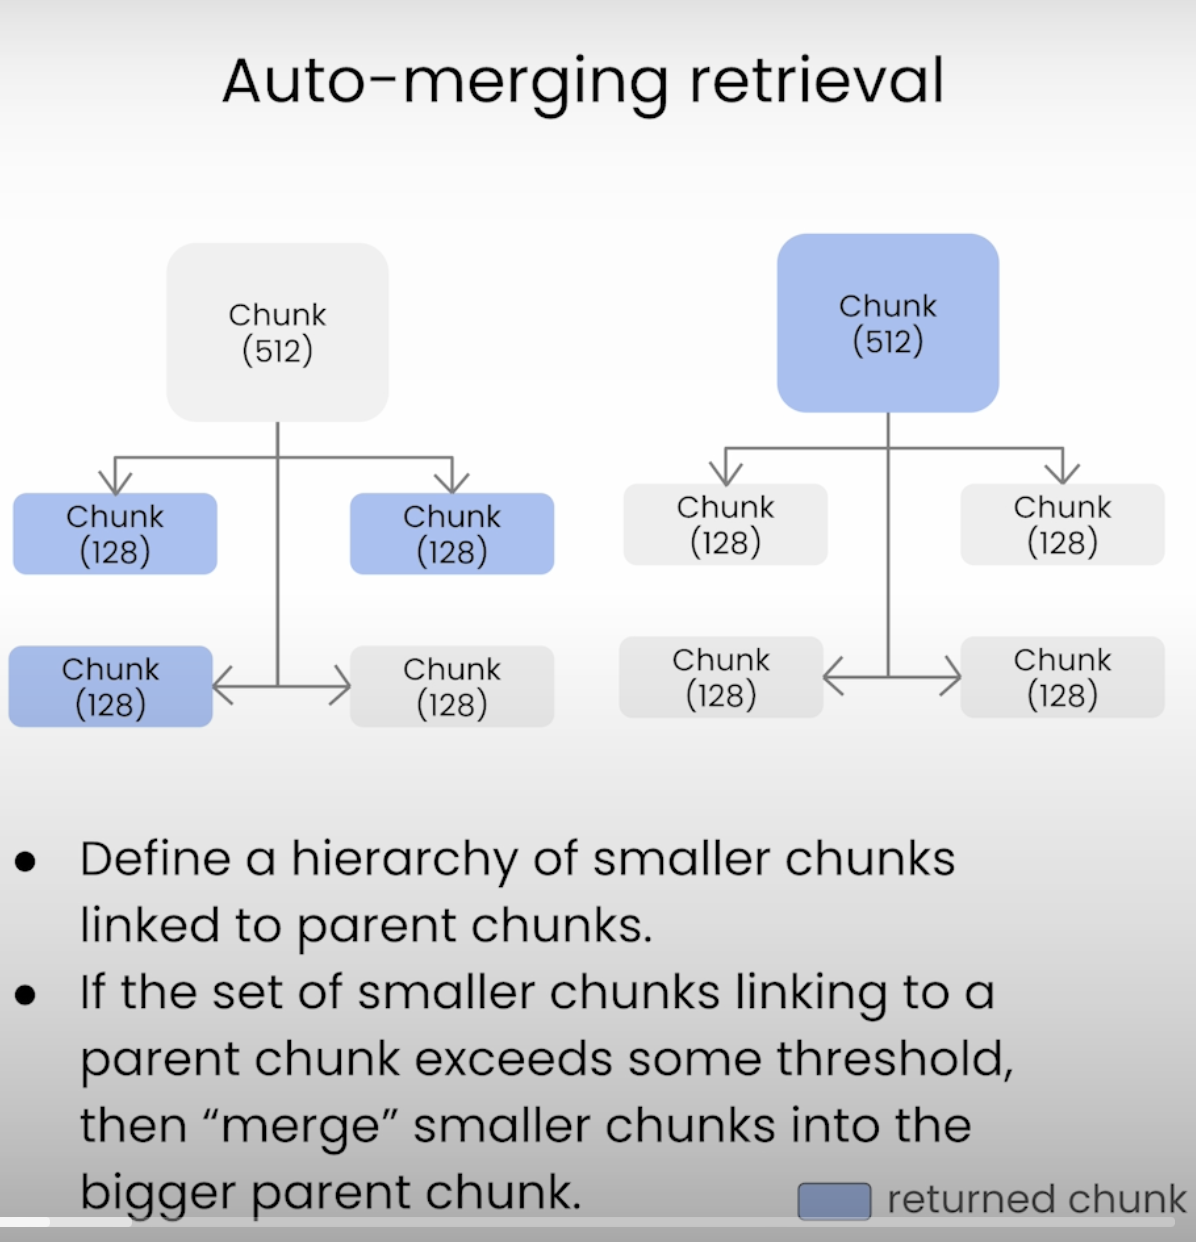 Auto-merging retrieval
Chunk
(512)
Chunk
(512)
Chunk
(128)
Chunk
(128)
Chunk
(128)
Chunk
(128)
Chunk
(128)
Chunk
(128)
Chunk
(128)
Chunk
(128)
● Define a hierarchy of smaller chunks
linked to parent chunks.
● If the set of smaller chunks linking to a
parent chunk exceeds some threshold,
then “merge” smaller chunks into the
bigger parent chunk.
returned chunk